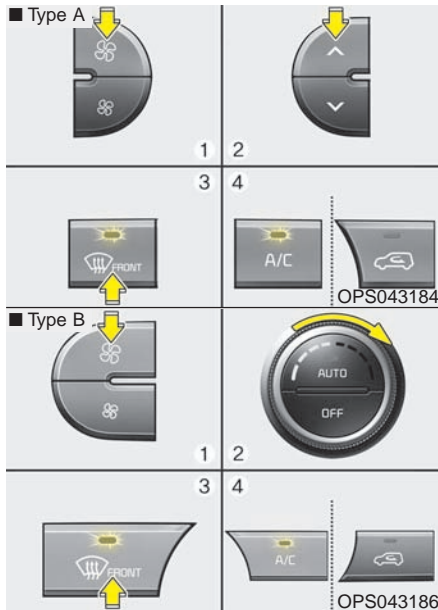 ■ Type A
1 2
3 4
FRONT
A/C
OPS043184
■ Type B
AUTO
OFF
1 2
3 4
FRONT
A/C
OPS043186